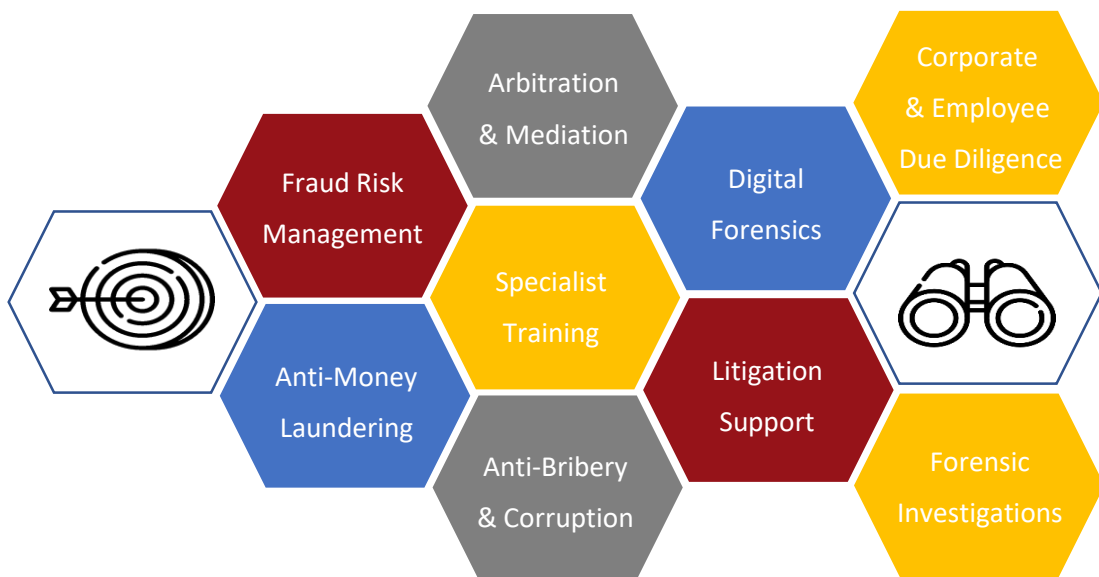 Arbitration
& Mediation
Corporate
& Employee
Due Diligence
Fraud Risk
Management
Digital
Forensics
Specialist
Training
Anti-Money
Laundering
Litigation
Support
Anti-Bribery
& Corruption
Forensic
Investigations